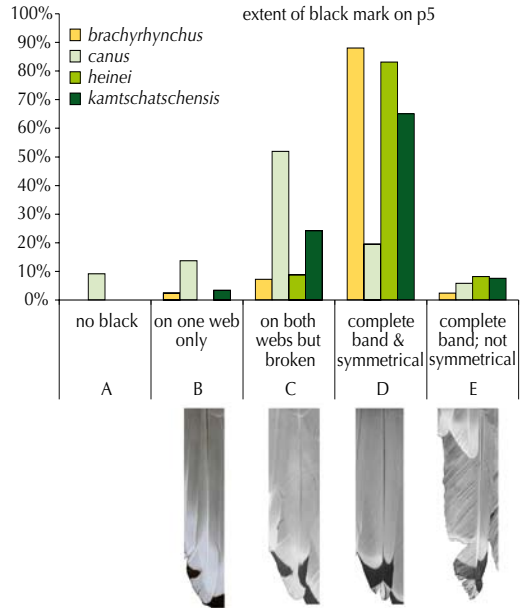 extent of black mark on p5
100%
90%
80%
70%
60%
50%
40%
30%
20%
10%
0%
brachyrhynchus
canus
heinei
kamtschatschensis
no black
on one web
only
on both
webs but
broken
complete
band &
symmetrical
complete
band; not
symmetrical
A
B
C
D
E